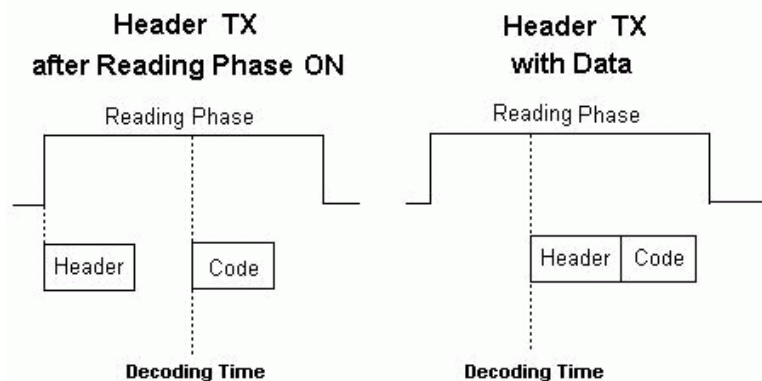 Header TX
after Reading Phase ON
Reading Phase
Header
Code
Decoding Time
Header TX
with Data
Reading Phase
Header
Code
Decoding Time